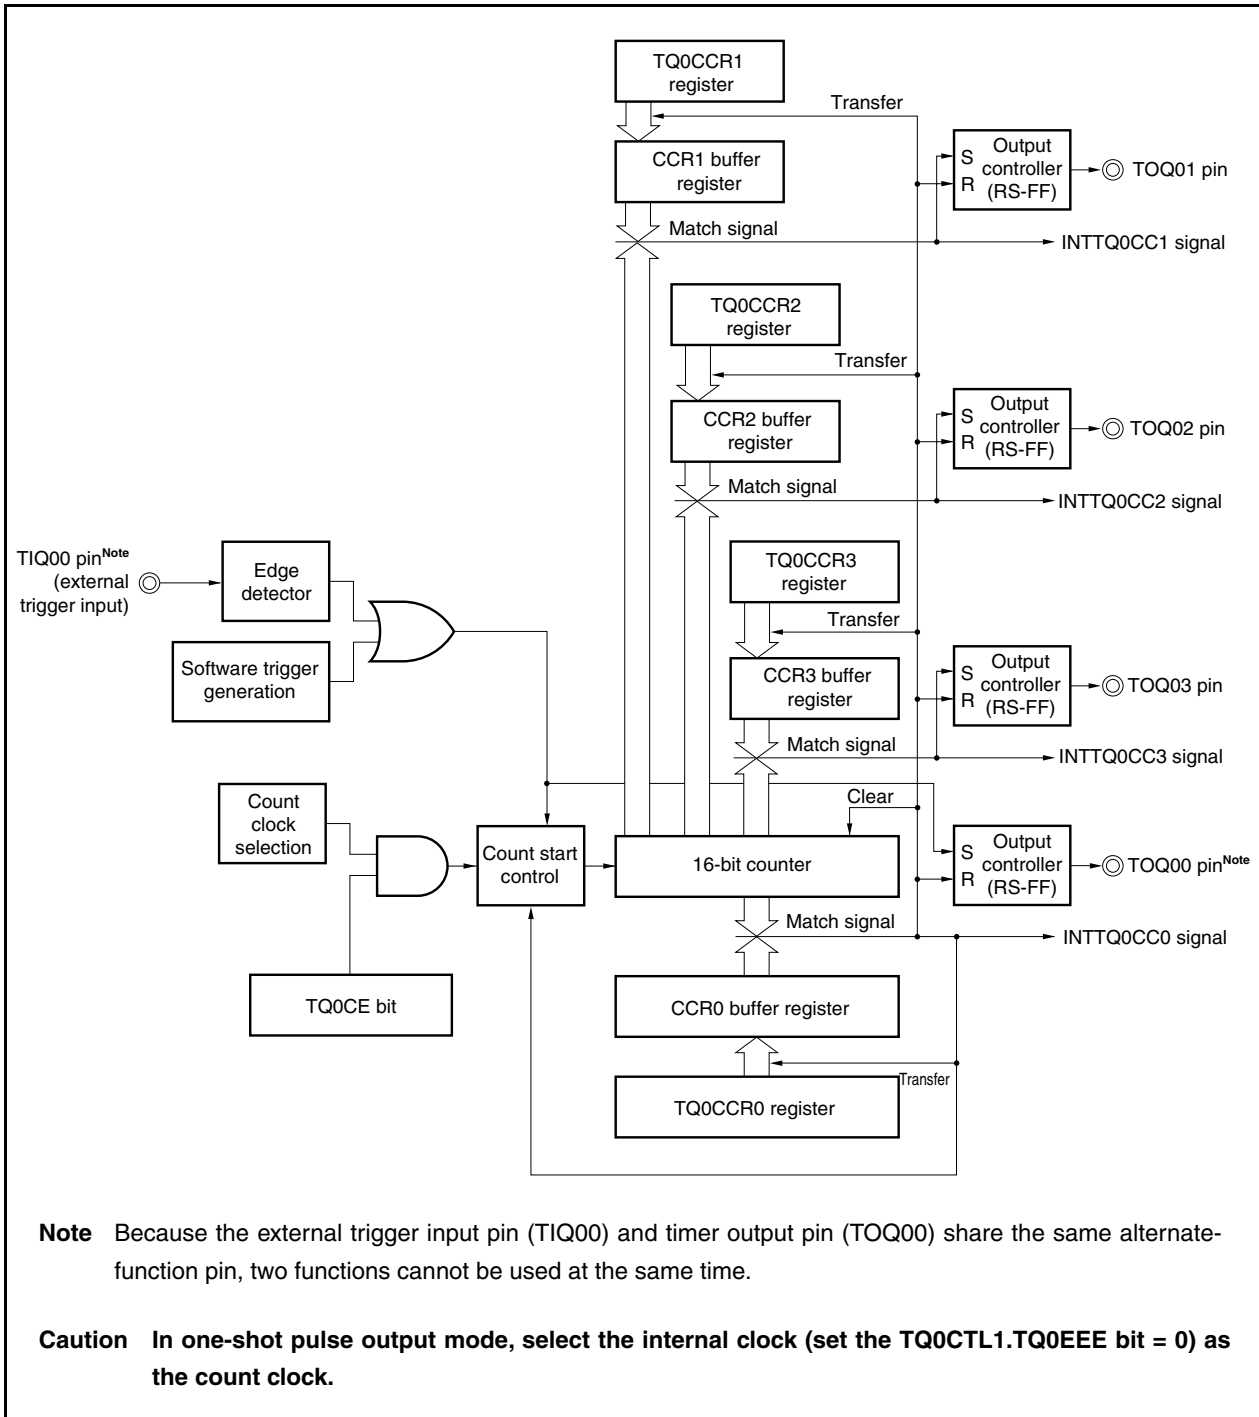 TQ0CCR1
register
Transfer
CCR1 buffer
register
S
R
Output
controller
(RS-FF)
TOQ01 pin
Match signal
INTTQ0CC1 signal
TQ0CCR2
register
Transfer
CCR2 buffer
register
S
R
Output
controller
(RS-FF)
TOQ02 pin
Match signal
INTTQ0CC2 signal
TIQ00 pinNote
(external
trigger input)
Edge
detector
Software trigger
generation
TQ0CCR3
register
Transfer
CCR3 buffer
register
S
R
Output
controller
(RS-FF)
TOQ03 pin
Match signal
INTTQ0CC3 signal
Count
clock
selection
Count start
control
Clear
16-bit counter
S
R
Output
controller
(RS-FF)
TOQ00 pinNote
Match signal
INTTQ0CC0 signal
TQ0CE bit
CCR0 buffer register
Transfer
TQ0CCR0 register
Note Because the external trigger input pin (TIQ00) and timer output pin (TOQ00) share the same alternate-
function pin, two functions cannot be used at the same time.
Caution In one-shot pulse output mode, select the internal clock (set the TQ0CTL1.TQ0EEE bit = 0) as
the count clock.